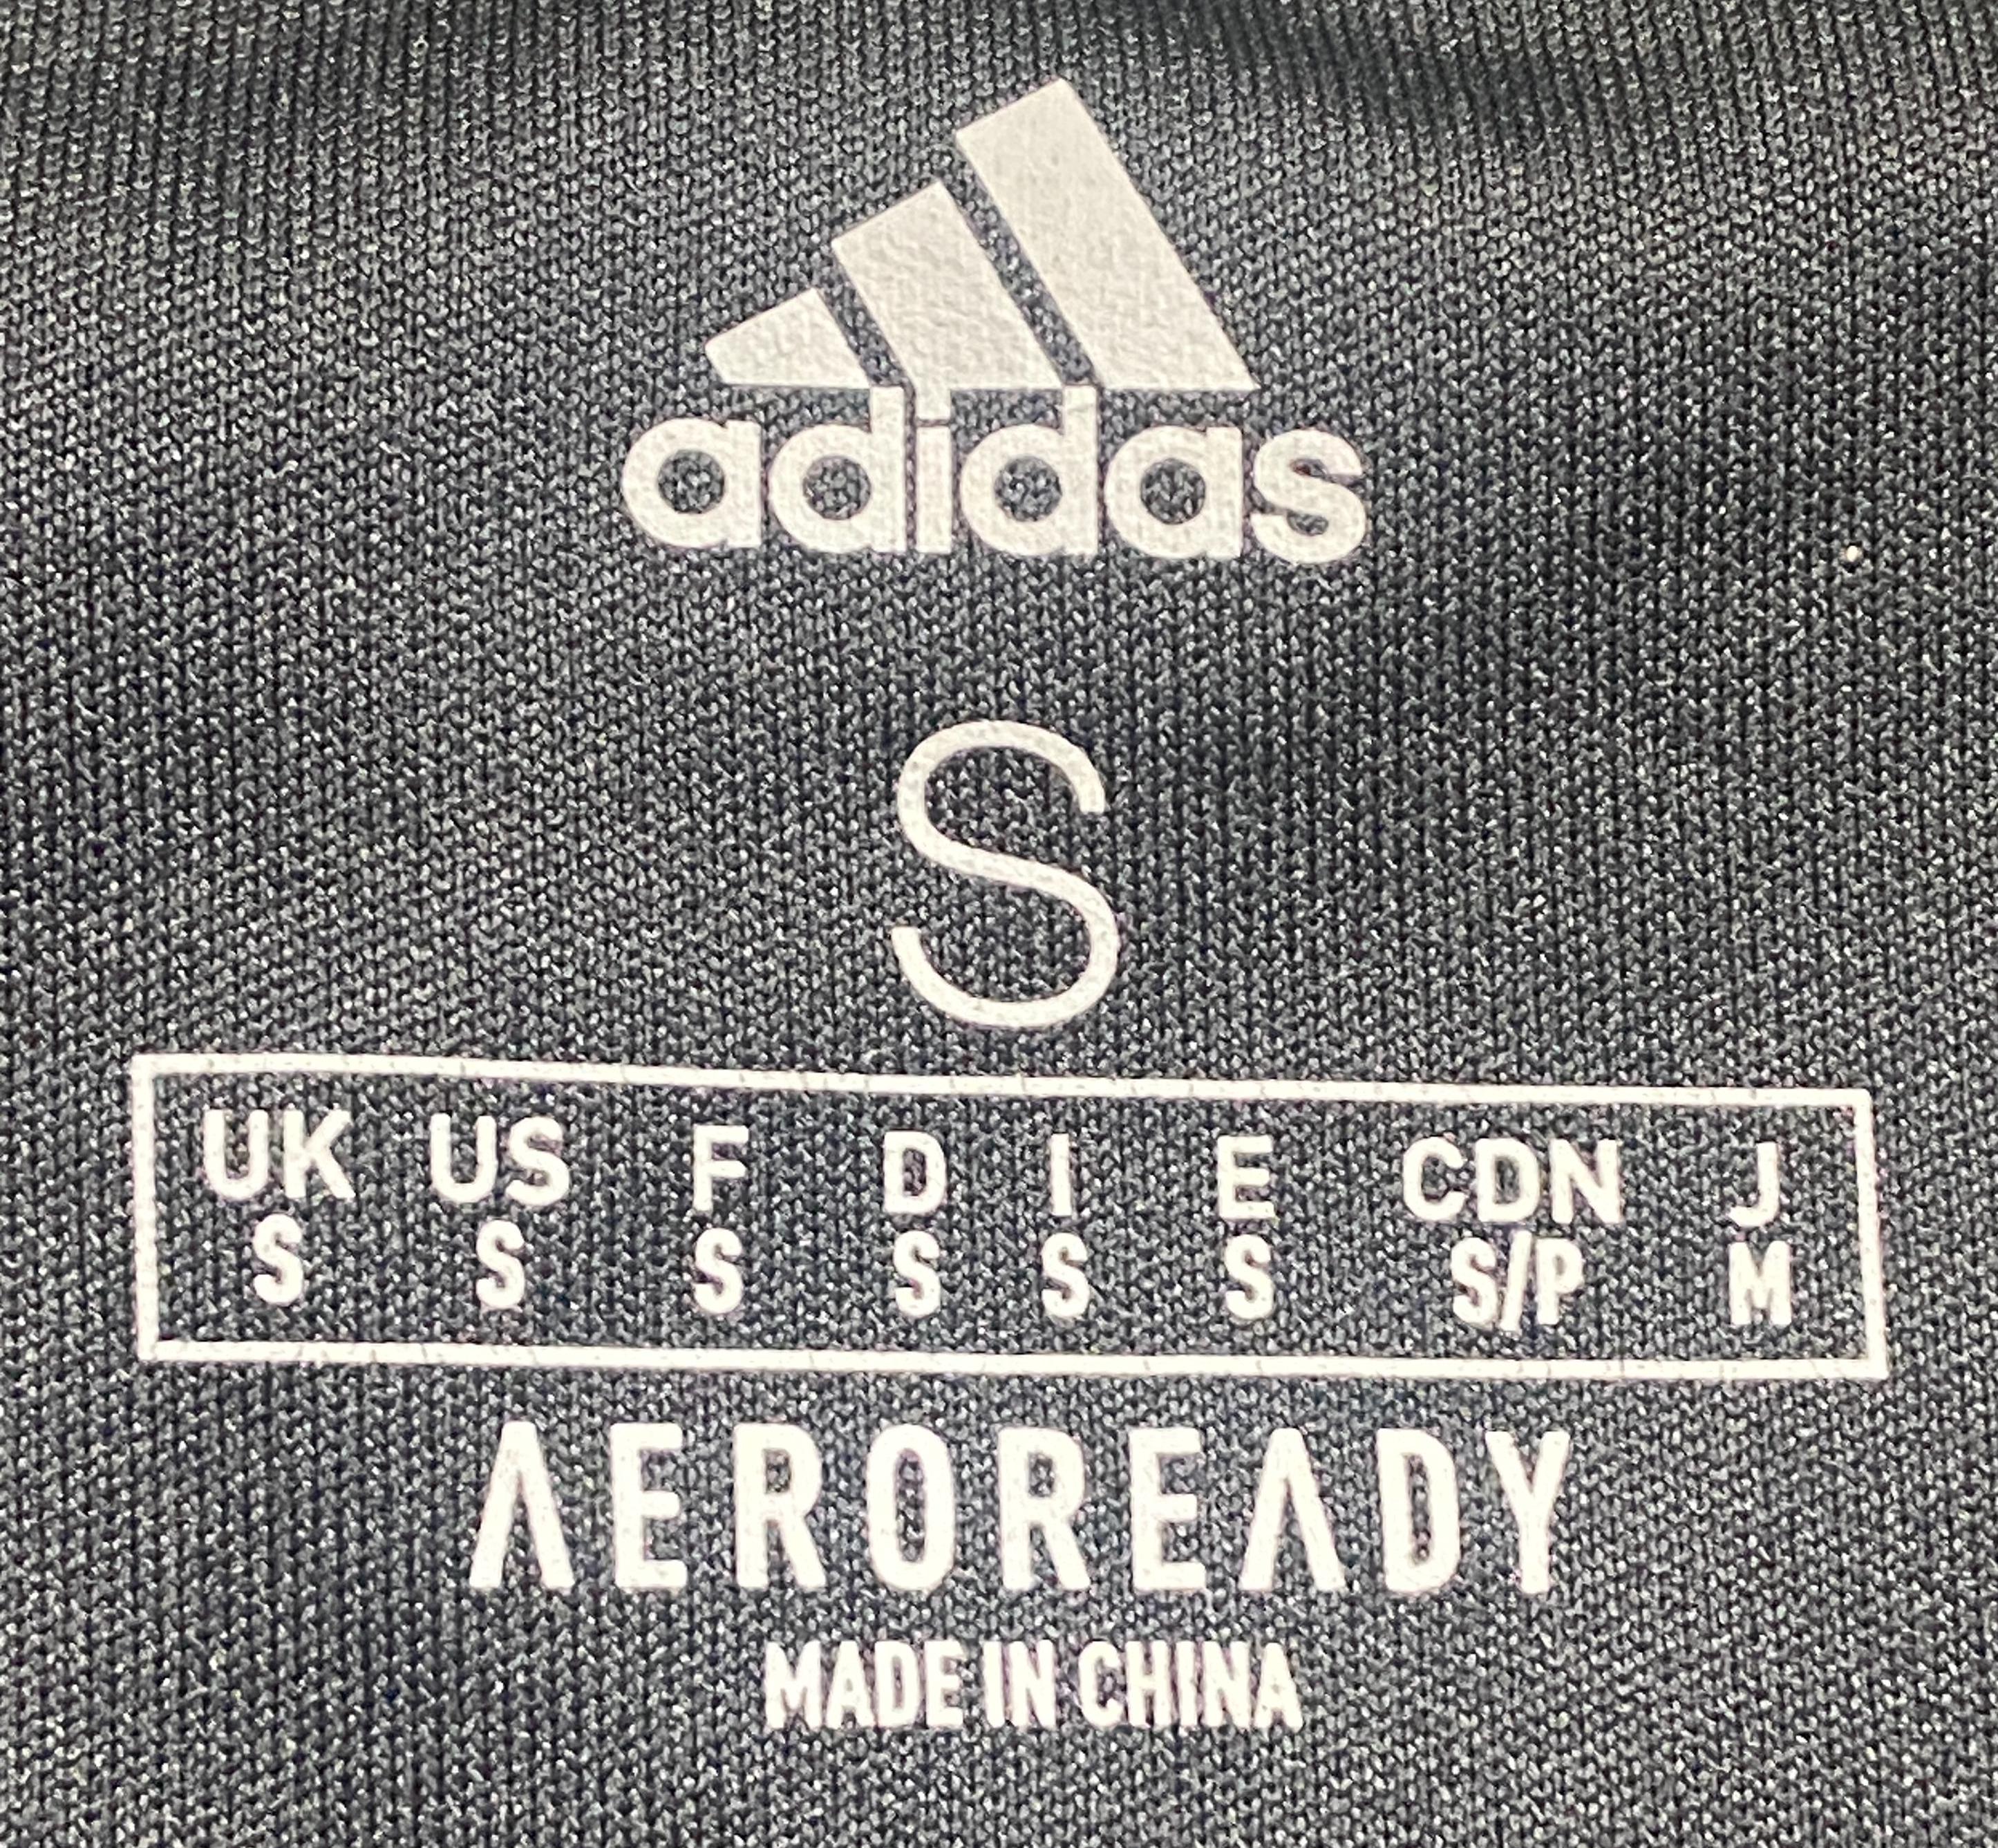 adidas
S
UK US F D I E CDN J
S S S S S S S/P M
AEROREADY
MADE IN CHINA